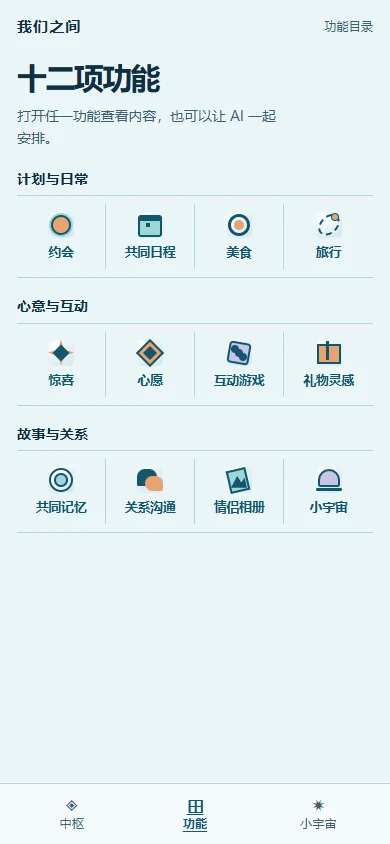 我们之间
功能目录
十二项功能
打开任一功能查看内容，也可以让 AI 一起
安排。
计划与日常
约会
共同日程
美食
旅行
心意与互动
惊喜
心愿
互动游戏
礼物灵感
故事与关系
共同记忆
关系沟通
情侣相册
小宇宙
中枢
功能
小宇宙